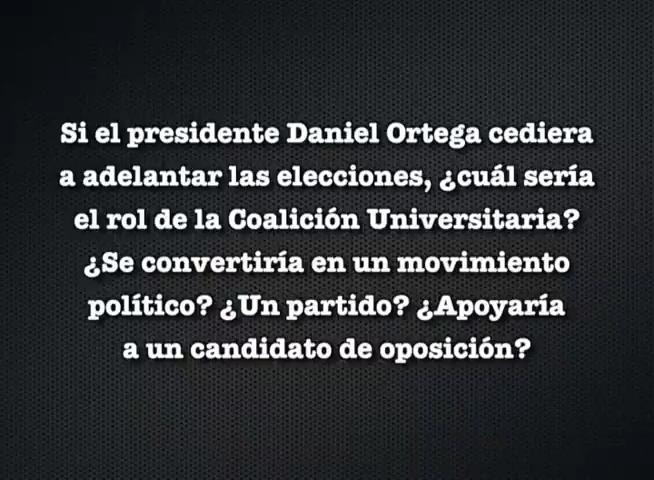 Si el presidente Daniel Ortega cediera
a adelantar las elecciones, ¿cuál sería
el rol de la Coalición Universitaria?
¿Se convertiría en un movimiento
político? ¿Un partido? ¿Apoyaría
a un candidato de oposición?